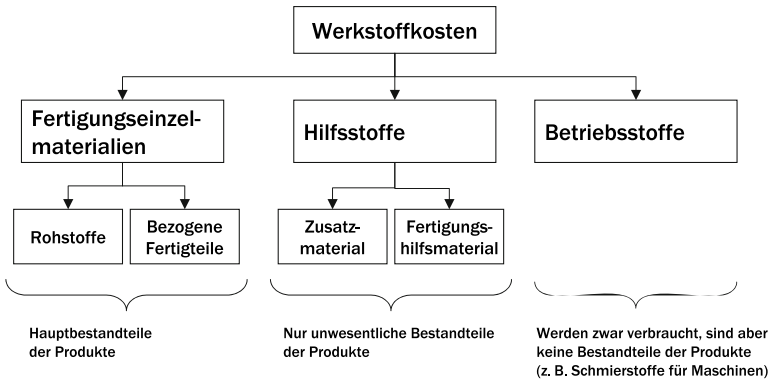 Werkstoffkosten
Fertigungseinzel-
materialien
Hilfsstoffe
Betriebsstoffe
Rohstoffe
Bezogene
Fertigteile
Zusatz-
material
Fertigungs-
hilfsmaterial
Hauptbestandteile
der Produkte
Nur unwesentliche Bestandteile
der Produkte
Werden zwar verbraucht, sind aber
keine Bestandteile der Produkte
(z. B. Schmierstoffe für Maschinen)